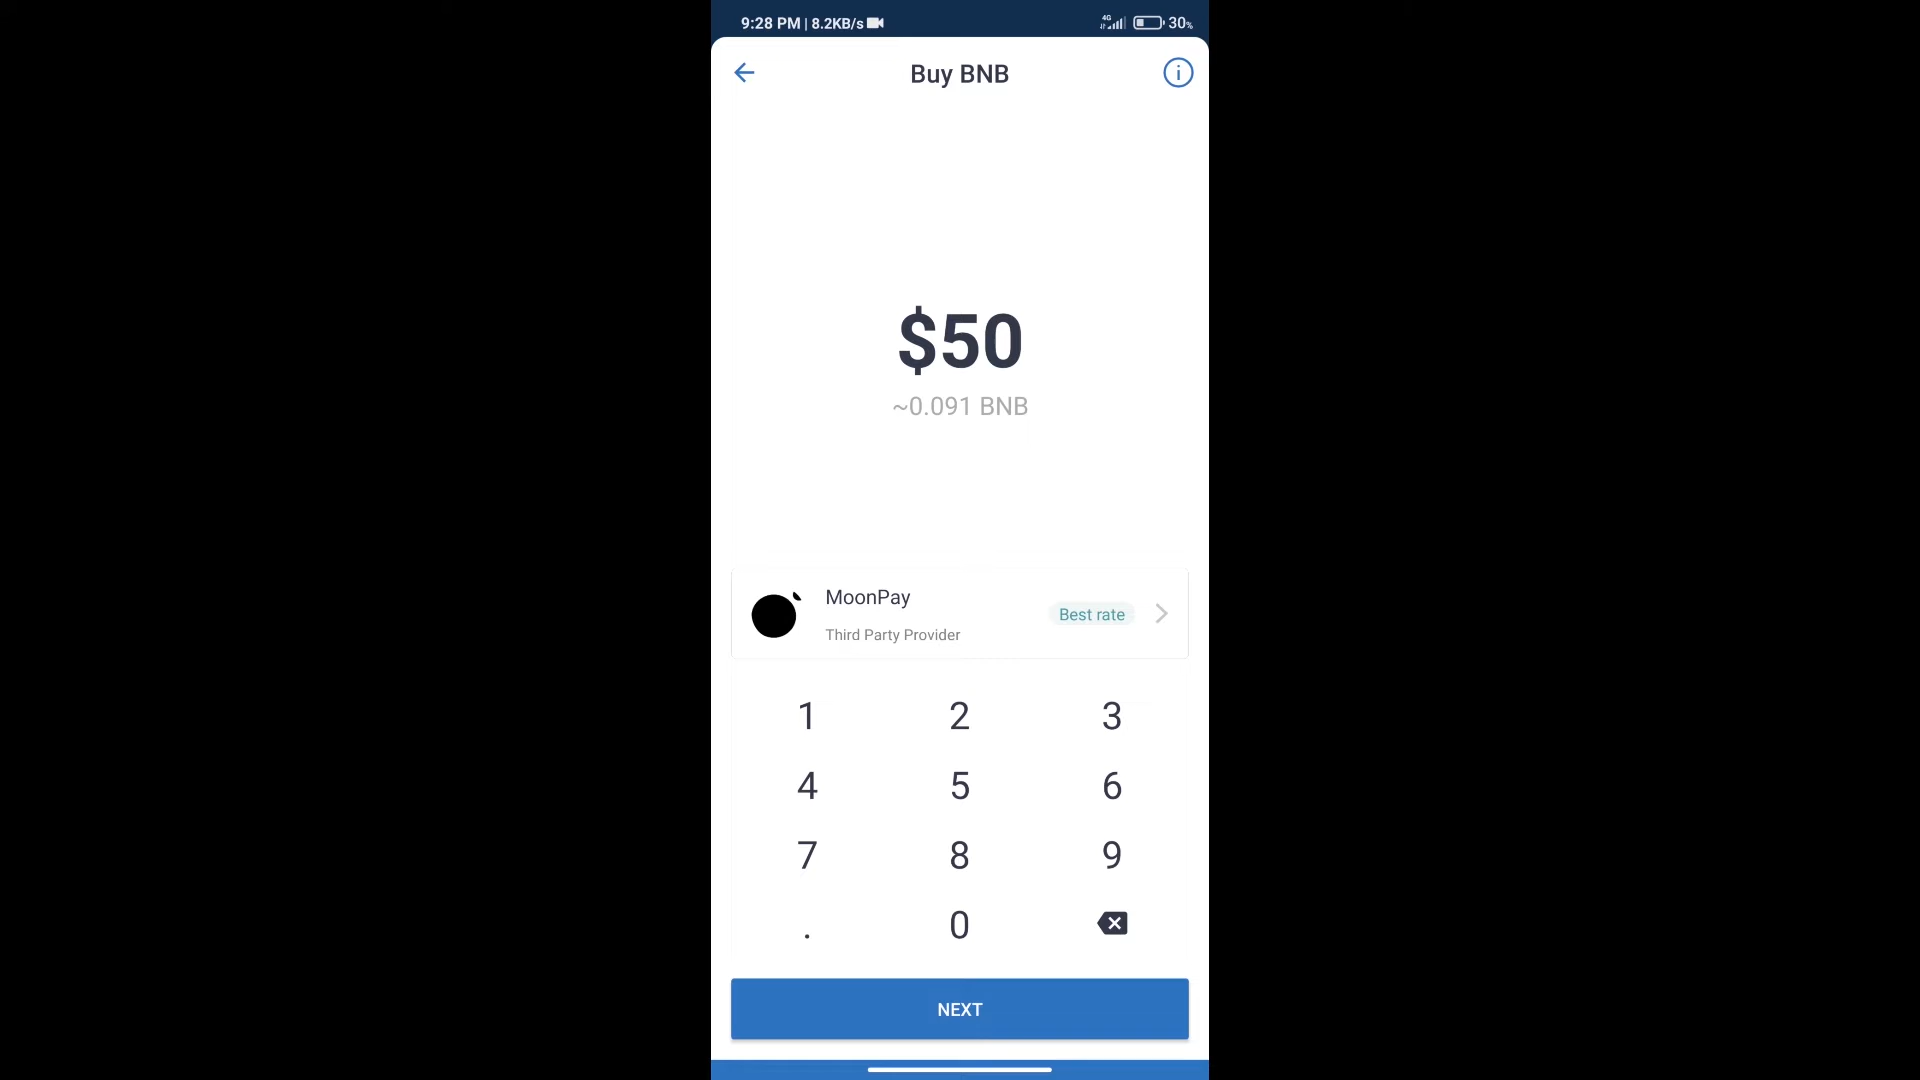 9:28 PM | 8.2KB/s 4G 30%
Buy BNB
$50
~0.091 BNB
MoonPay
Best rate
Third Party Provider
1 2 3
4 5 6
7 8 9
. 0
NEXT